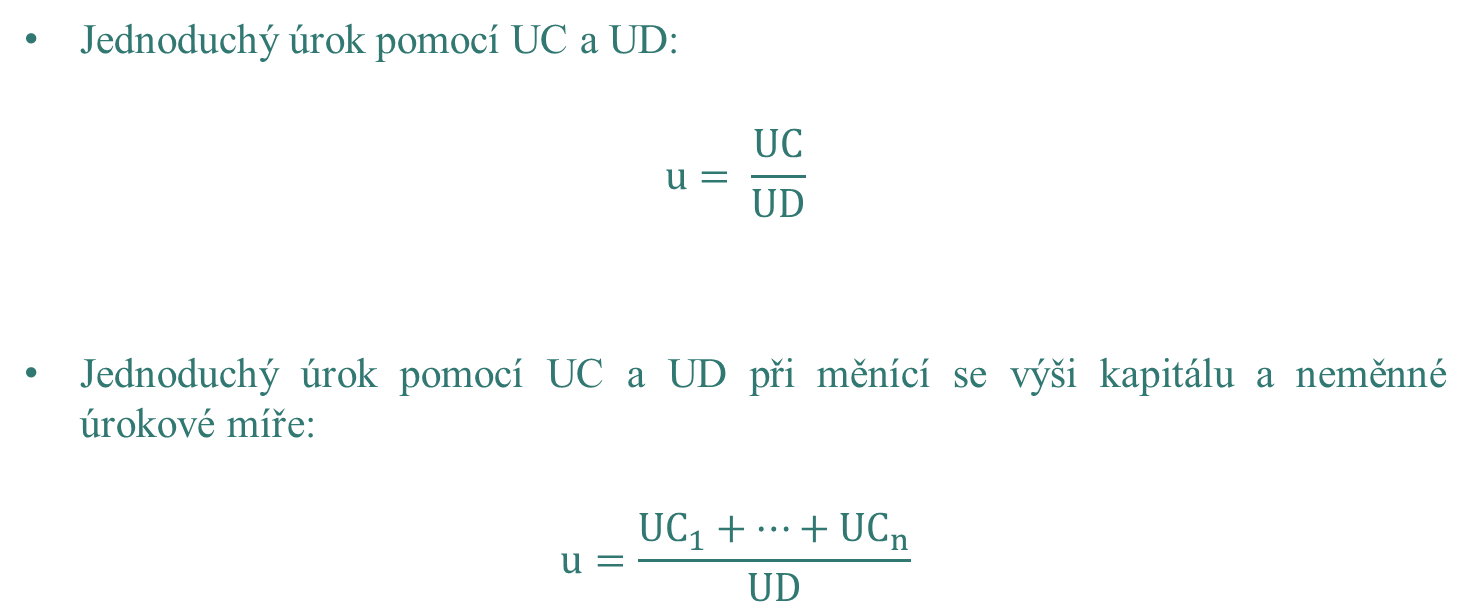 • Jednoduchý úrok pomocí UC a UD:
u = UC/UD
• Jednoduchý úrok pomocí UC a UD při měnící se výši kapitálu a neměnné
úrokové míře:
u = (UC₁ + ⋯ + UCₙ)/UD